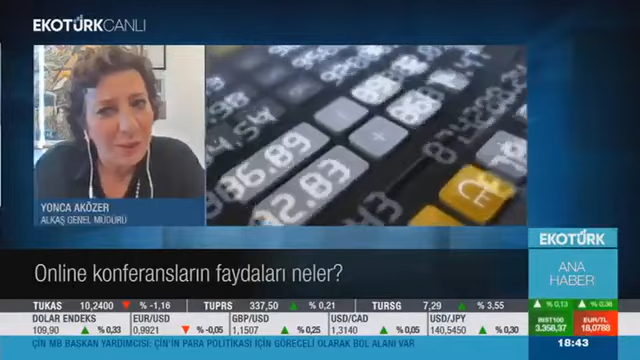 EKOTÜRK CANLI
YONCA AKÖZER
ALKAŞ GENEL MÜDÜRÜ
Online konferansların faydaları neler?
EKOTÜRK
ANA
HABER
TUKAS 10,2400 % -1,16 TUPRS 337,50 % 0,21 TURSG 7,29 % 3,55
% 0,13 % 0,38
DOLAR ENDEKS EUR/USD GBP/USD USD/CAD USD/JPY
109,90 % 0,33 0,9921 % -0,05 1,1507 % 0,25 1,3140 % 0,05 140,5450 % 0,30
BIST100 EUR/TL
3.358,37 18,0788
ÇİN MB BAŞKAN YARDIMCISI: ÇİN'İN PARA POLİTİKASI İÇİN GÖRECELİ OLARAK BOL ALANI VAR
18:43